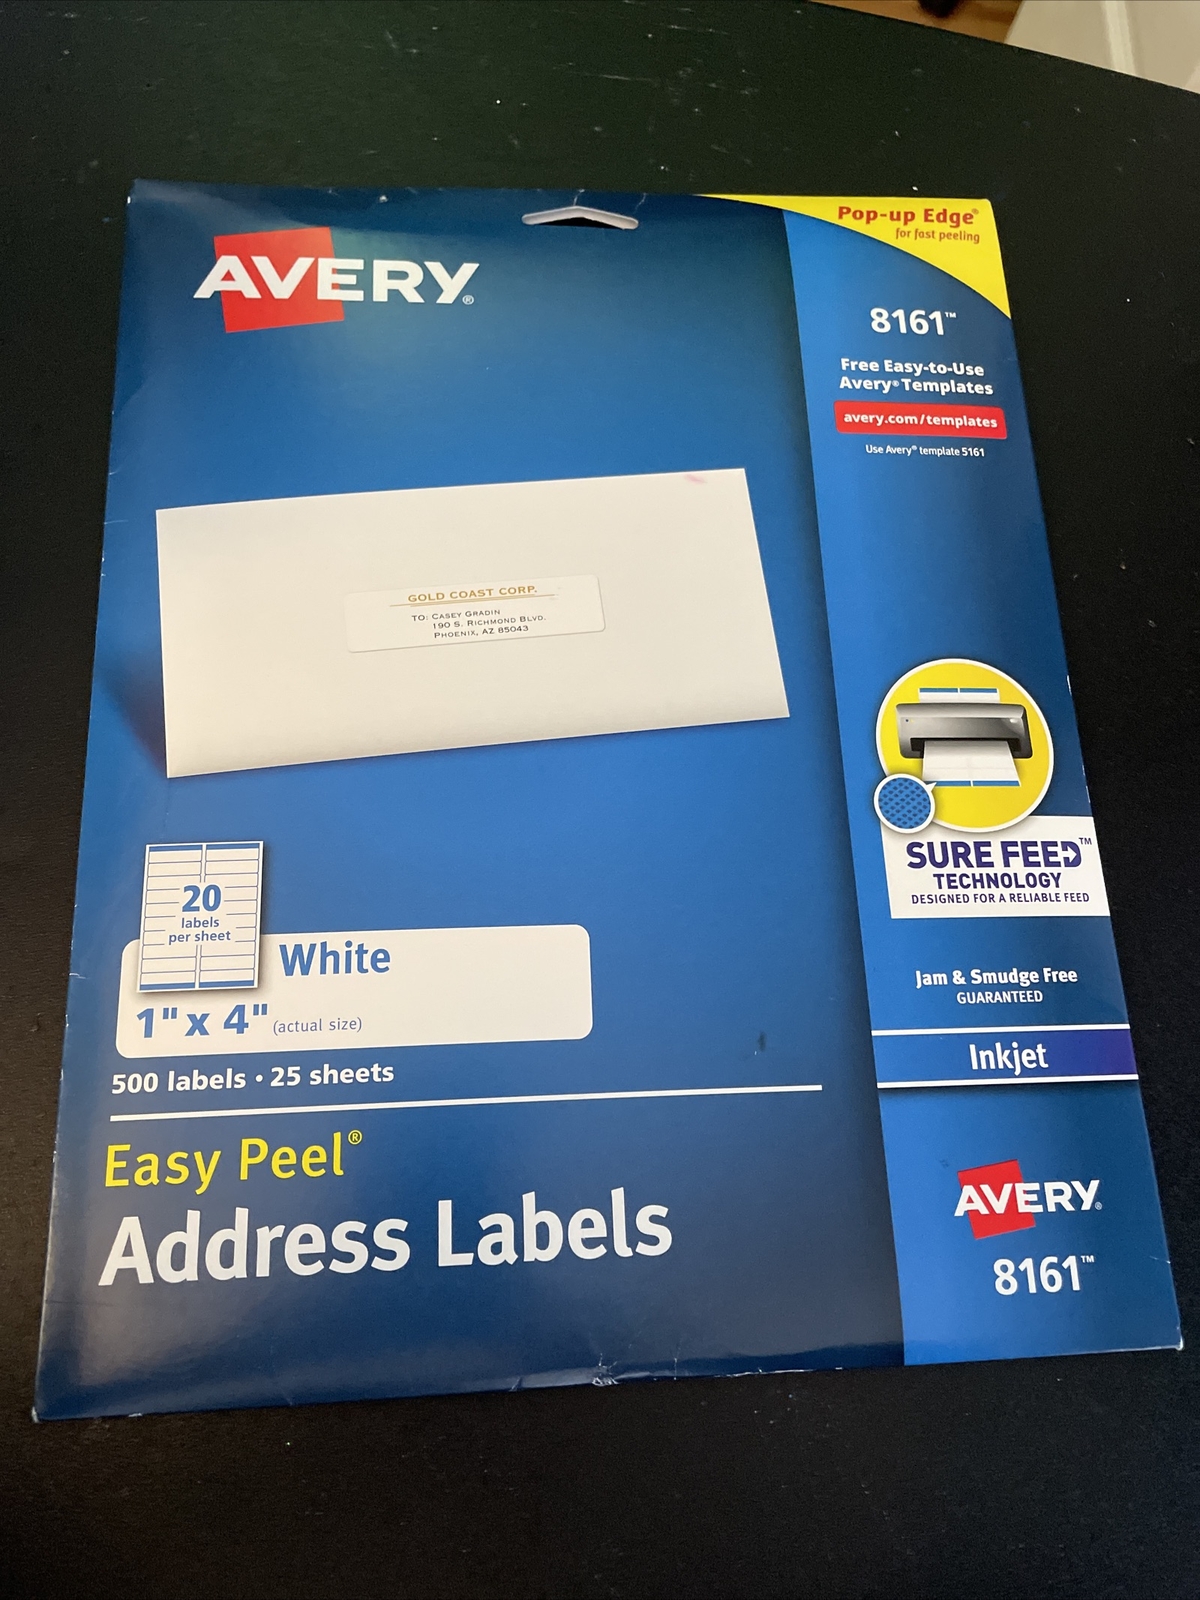 AVERY®
Pop-up Edge®
for fast peeling
8161™
Free Easy-to-Use
Avery® Templates
avery.com/templates
Use Avery® template 5161
GOLD COAST CORP.
TO: CASEY GRADIN
190 S. RICHMOND BLVD.
PHOENIX, AZ 85043
SURE FEED™
TECHNOLOGY
DESIGNED FOR A RELIABLE FEED
20
labels
per sheet
White
1" x 4" (actual size)
500 labels • 25 sheets
Jam & Smudge Free
GUARANTEED
Inkjet
Easy Peel®
Address Labels
AVERY®
8161™